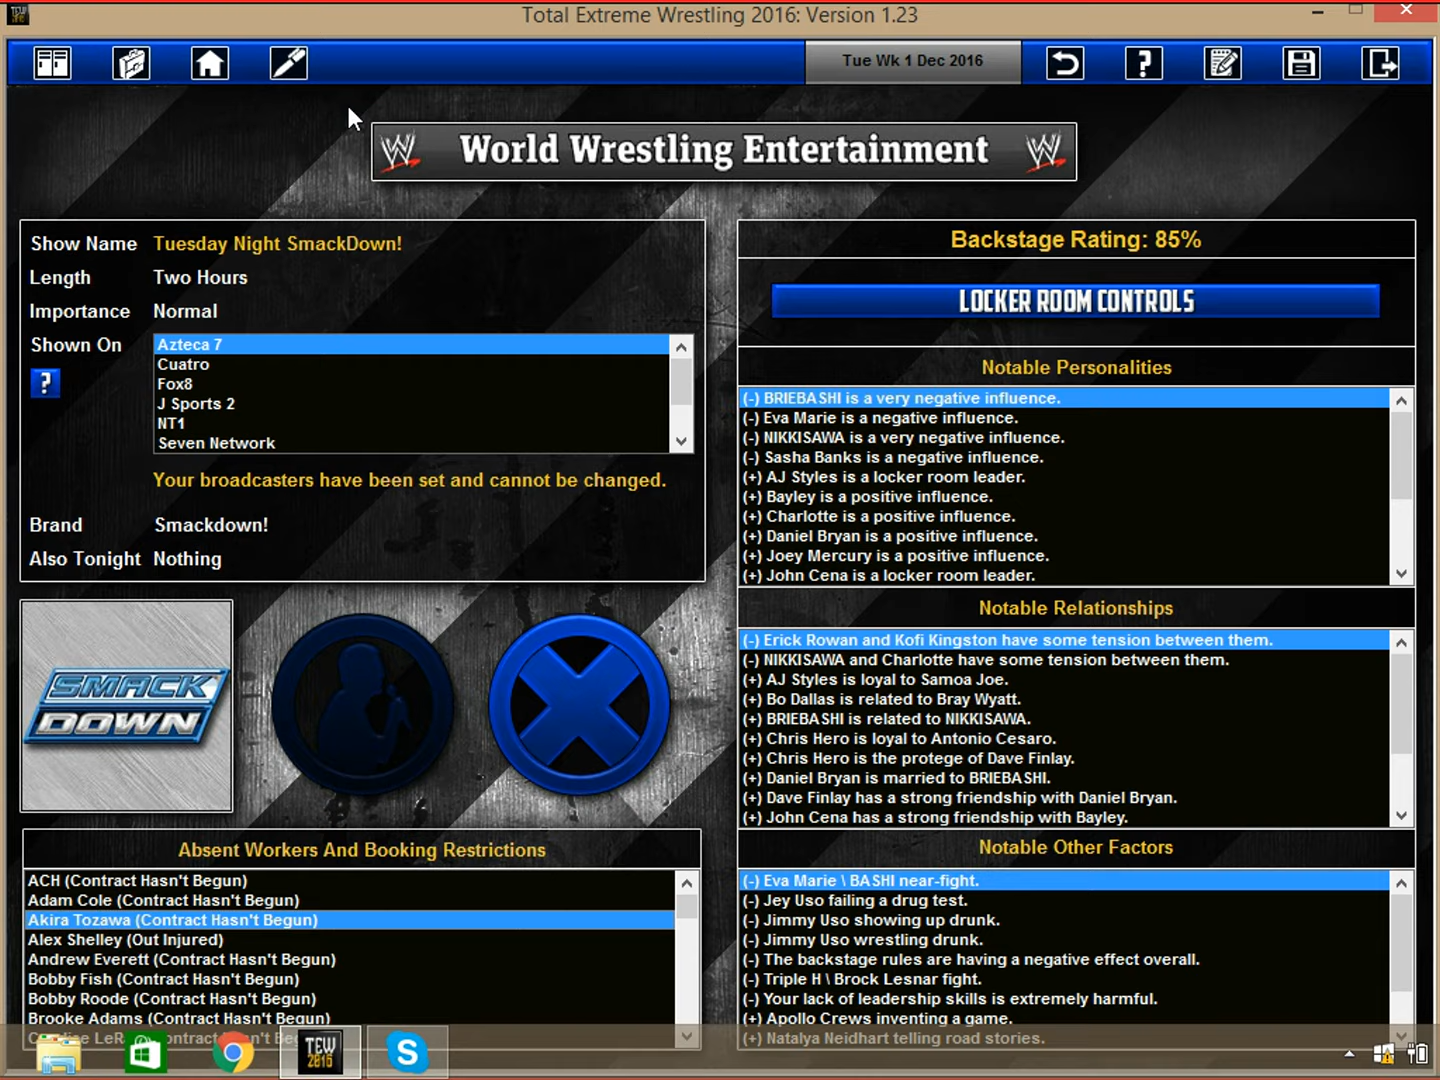 Total Extreme Wrestling 2016: Version 1.23
Tue Wk 1 Dec 2016
World Wrestling Entertainment
Show Name Tuesday Night SmackDown!
Length Two Hours
Importance Normal
Shown On
Azteca 7
Cuatro
Fox8
J Sports 2
NT1
Seven Network
Your broadcasters have been set and cannot be changed.
Brand Smackdown!
Also Tonight Nothing
SMACK
DOWN
Absent Workers And Booking Restrictions
ACH (Contract Hasn't Begun)
Adam Cole (Contract Hasn't Begun)
Akira Tozawa (Contract Hasn't Begun)
Alex Shelley (Out Injured)
Andrew Everett (Contract Hasn't Begun)
Bobby Fish (Contract Hasn't Begun)
Bobby Roode (Contract Hasn't Begun)
Brooke Adams (Contract Hasn't Begun)
Backstage Rating: 85%
LOCKER ROOM CONTROLS
Notable Personalities
(-) BRIEBASHI is a very negative influence.
(-) Eva Marie is a negative influence.
(-) NIKKISAWA is a very negative influence.
(-) Sasha Banks is a negative influence.
(+) AJ Styles is a locker room leader.
(+) Bayley is a positive influence.
(+) Charlotte is a positive influence.
(+) Daniel Bryan is a positive influence.
(+) Joey Mercury is a positive influence.
(+) John Cena is a locker room leader.
Notable Relationships
(-) Erick Rowan and Kofi Kingston have some tension between them.
(-) NIKKISAWA and Charlotte have some tension between them.
(+) AJ Styles is loyal to Samoa Joe.
(+) Bo Dallas is related to Bray Wyatt.
(+) BRIEBASHI is related to NIKKISAWA.
(+) Chris Hero is loyal to Antonio Cesaro.
(+) Chris Hero is the protege of Dave Finlay.
(+) Daniel Bryan is married to BRIEBASHI.
(+) Dave Finlay has a strong friendship with Daniel Bryan.
(+) John Cena has a strong friendship with Bayley.
Notable Other Factors
(-) Eva Marie \ BASHI near-fight.
(-) Jey Uso failing a drug test.
(-) Jimmy Uso showing up drunk.
(-) Jimmy Uso wrestling drunk.
(-) The backstage rules are having a negative effect overall.
(-) Triple H \ Brock Lesnar fight.
(-) Your lack of leadership skills is extremely harmful.
(+) Apollo Crews inventing a game.
(+) Natalya Neidhart telling road stories.
TEW
2016